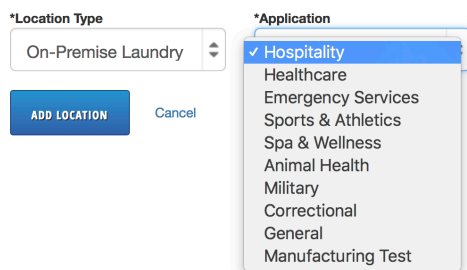 *Location Type
*Application
On-Premise Laundry
✓ Hospitality
Healthcare
Emergency Services
Sports & Athletics
Spa & Wellness
Animal Health
Military
Correctional
General
Manufacturing Test
ADD LOCATION
Cancel